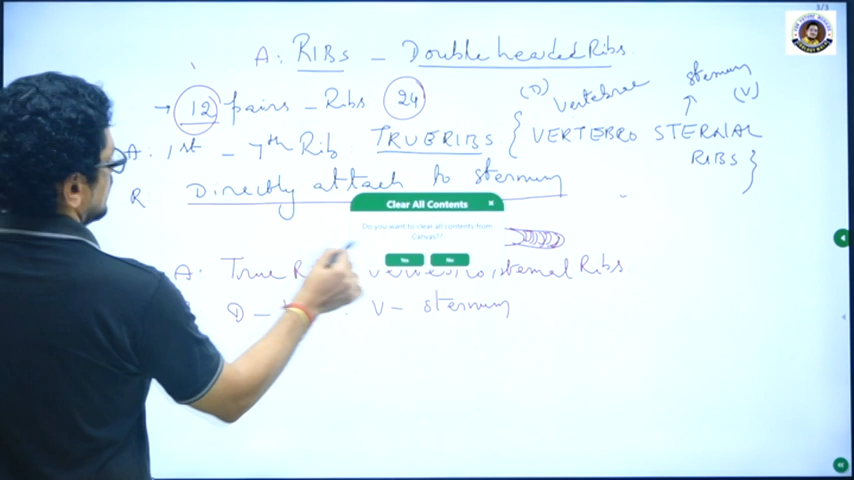 3/3
A: RIBS - Double headed Ribs.
→ 12 pairs - Ribs 24
(D) vertebrae sternum (V)
A. 1st - 7th Rib. TRUE RIBS { VERTEBRO STERNAL RIBS }
R Directly attach to sternum
Clear All Contents ×
Do you want to clear all contents from Canvas??
Yes No
A. True R sternal Ribs
D - V - sternum